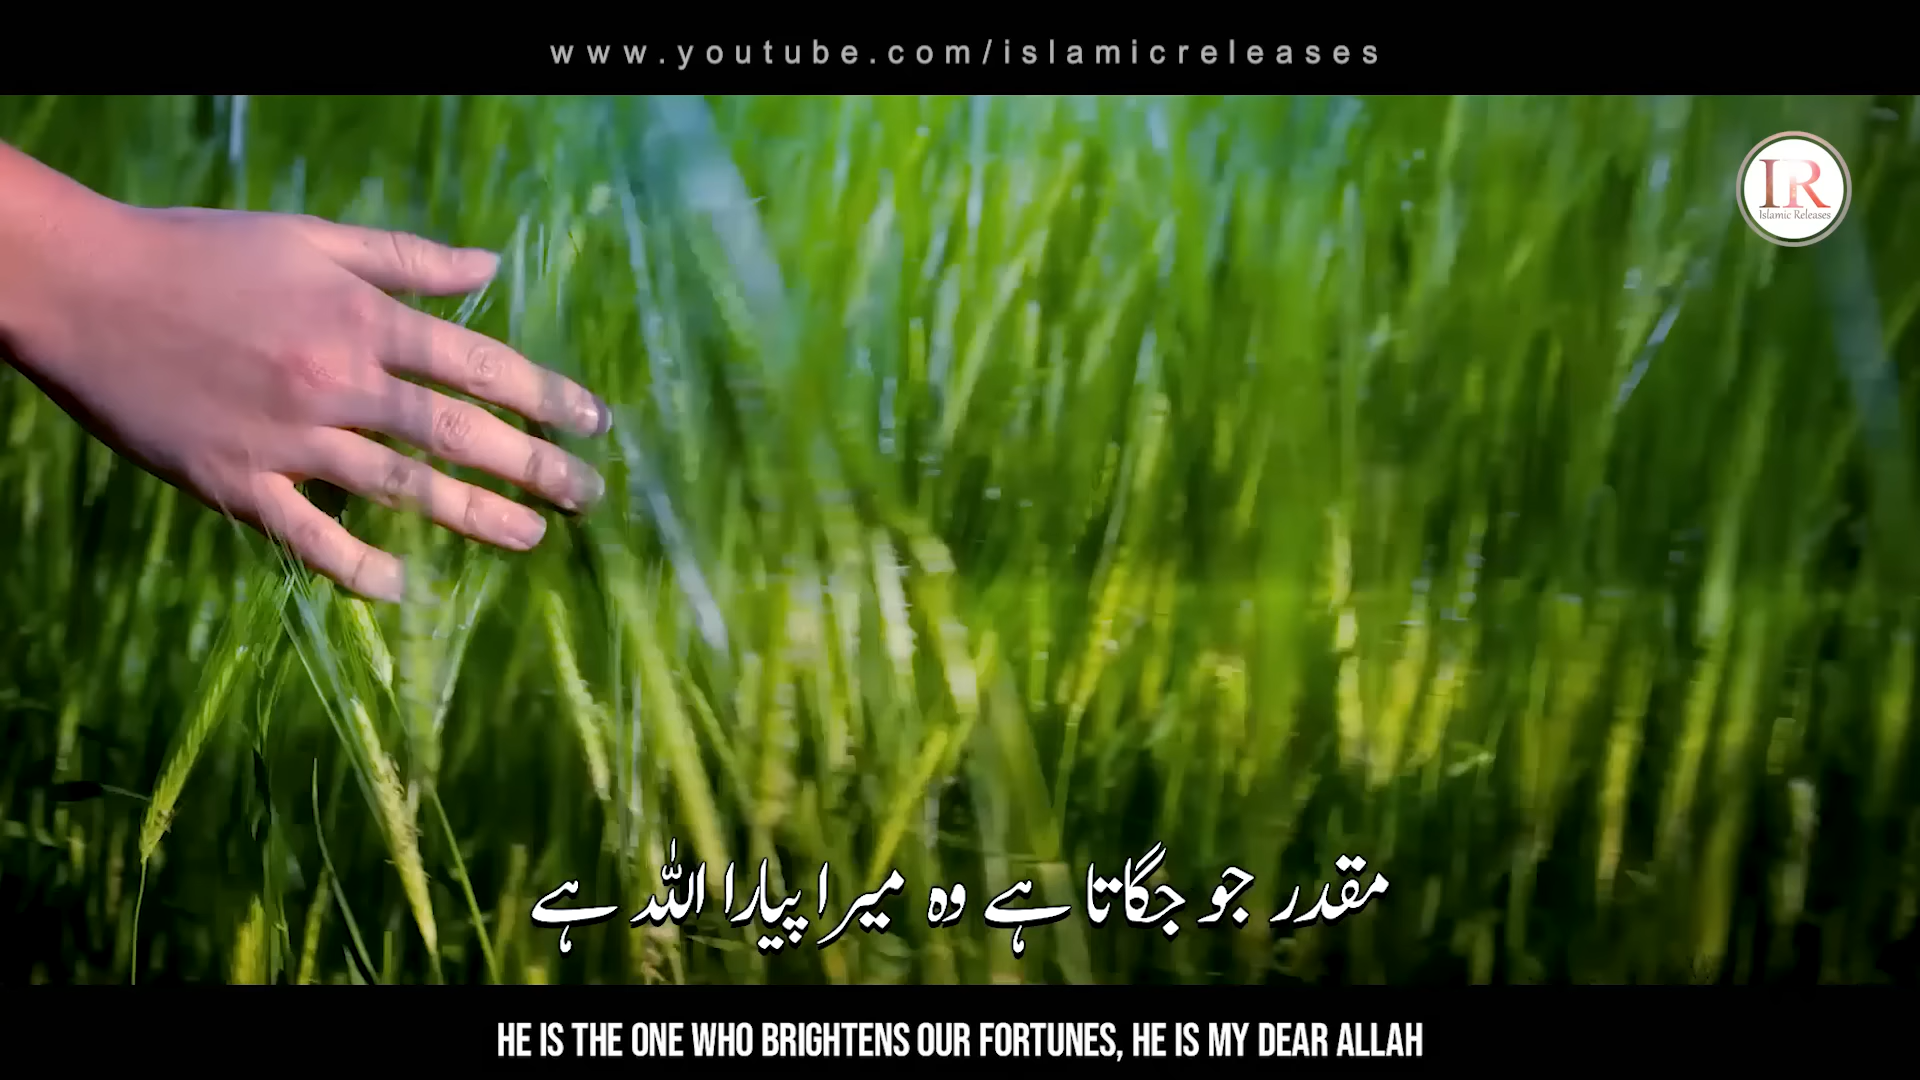 www.youtube.com/islamicreleases
IR
Islamic Releases
مقدر جو جگاتا ہے وہ میرا پیارا اللہ ہے
HE IS THE ONE WHO BRIGHTENS OUR FORTUNES, HE IS MY DEAR ALLAH